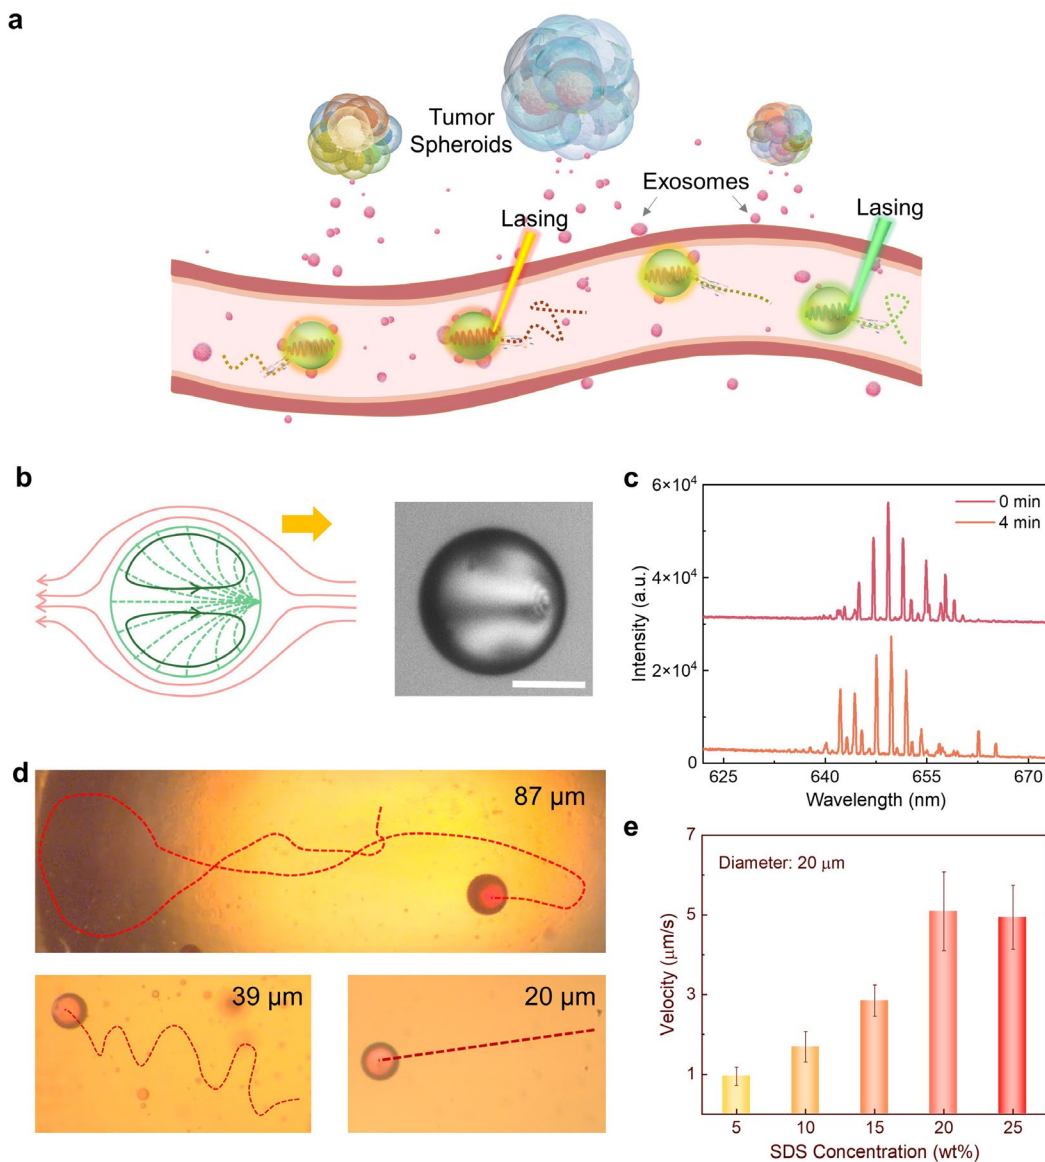 a
Tumor
Spheroids
Exosomes
Lasing
Lasing
b
c
6×10⁴
4×10⁴
2×10⁴
0
Intensity (a.u.)
0 min
4 min
625
640
655
670
Wavelength (nm)
d
87 μm
39 μm
20 μm
e
7
5
3
1
Velocity (μm/s)
Diameter: 20 μm
5
10
15
20
25
SDS Concentration (wt%)